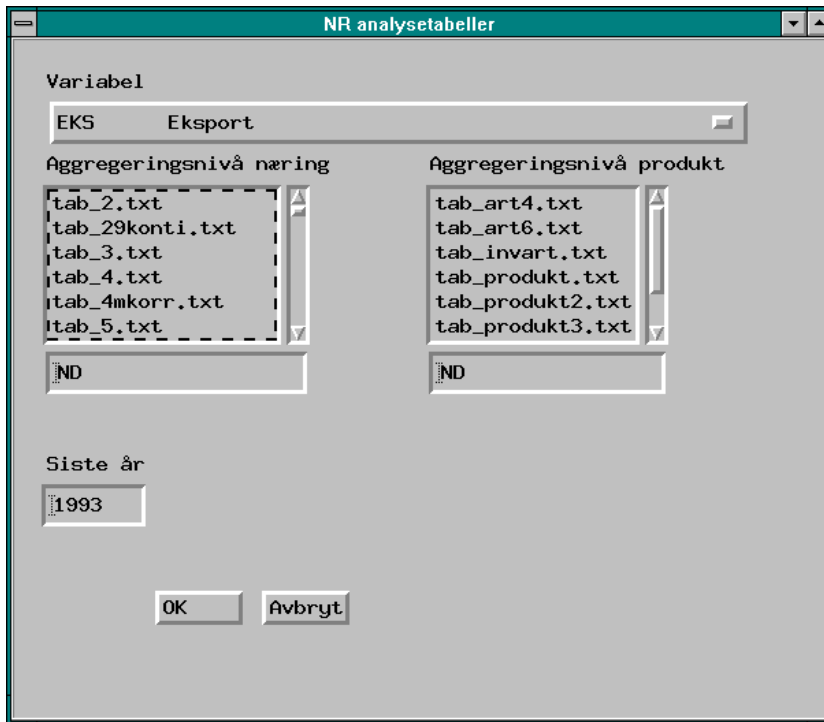 NR analysetabeller
Variabel
EKS Eksport
Aggregeringsnivå næring
tab_2.txt
tab_29konti.txt
tab_3.txt
tab_4.txt
tab_4mkorr.txt
tab_5.txt
ND
Aggregeringsnivå produkt
tab_art4.txt
tab_art6.txt
tab_invart.txt
tab_produkt.txt
tab_produkt2.txt
tab_produkt3.txt
ND
Siste år
1993
OK Avbryt